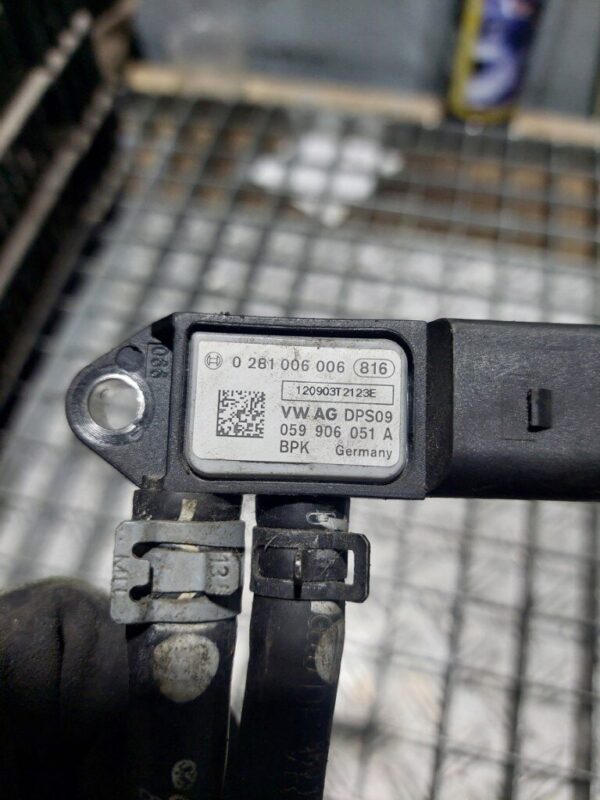 0 281 006 006 816
120903T2123E
VW AG DPS09
059 906 051 A
BPK Germany